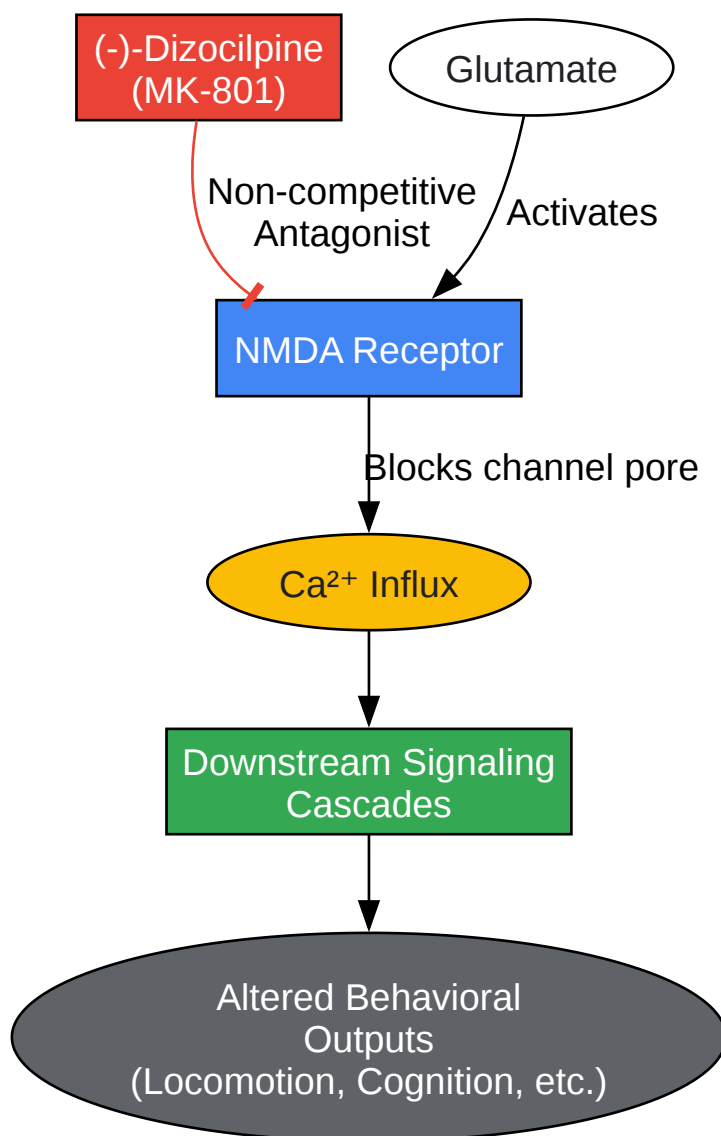 (-)-Dizocilpine
(MK-801)
Glutamate
Non-competitive
Antagonist
Activates
NMDA Receptor
Blocks channel pore
Ca²⁺ Influx
Downstream Signaling
Cascades
Altered Behavioral
Outputs
(Locomotion, Cognition, etc.)